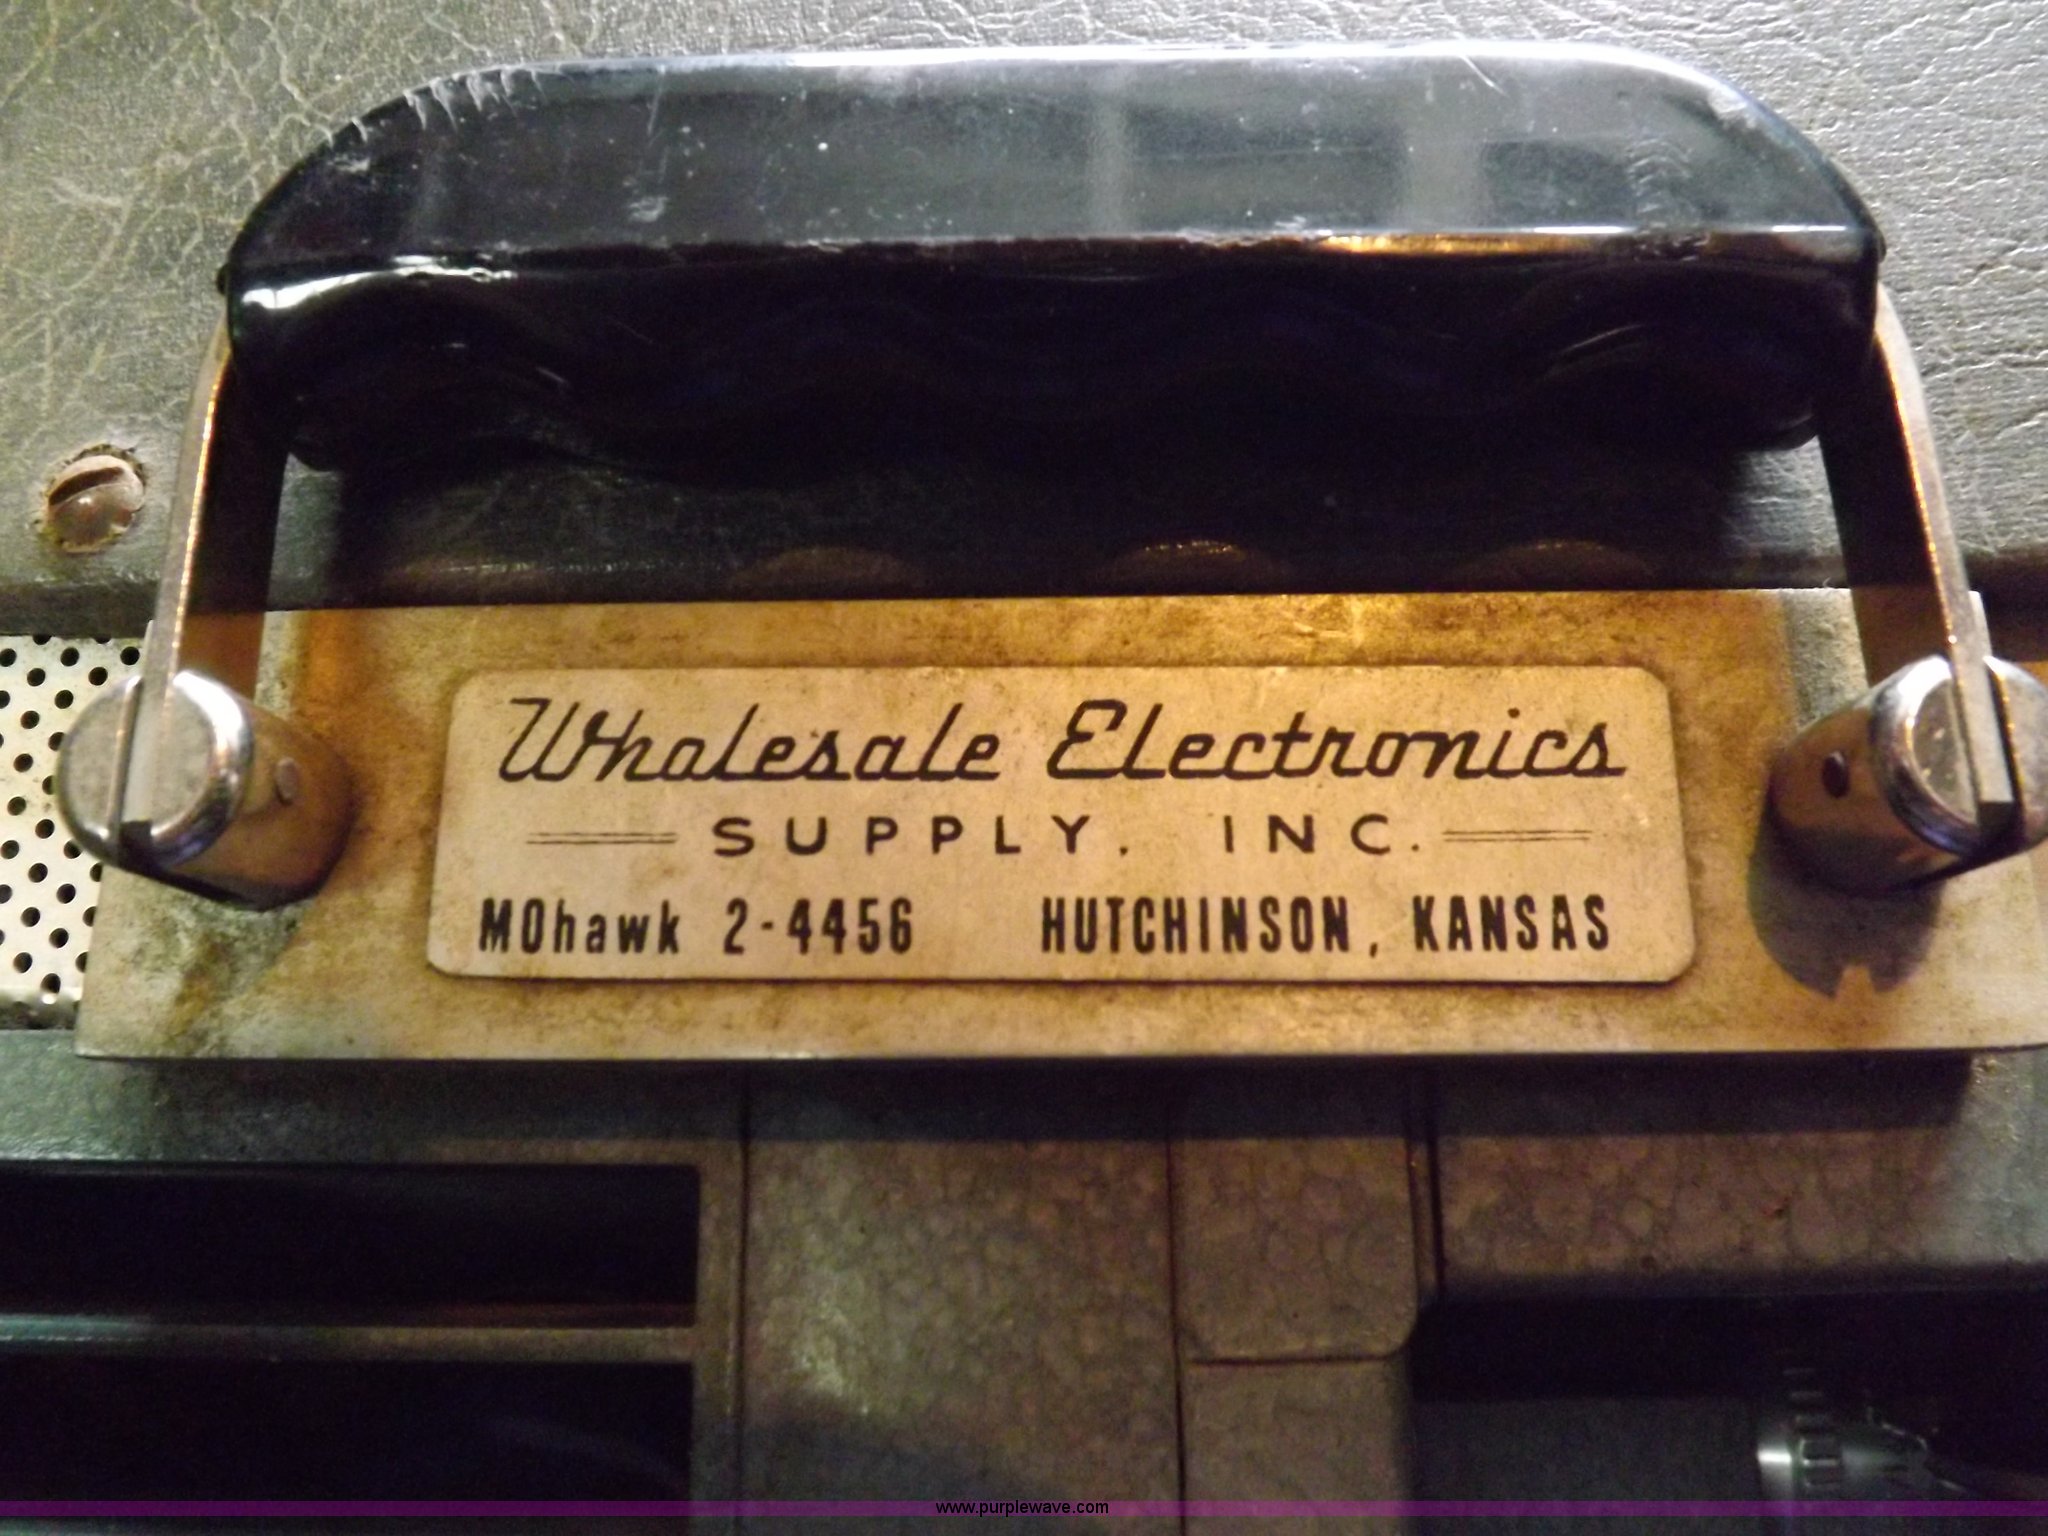 Wholesale Electronics
SUPPLY, INC.
MOhawk 2-4456 HUTCHINSON, KANSAS
www.purplewave.com